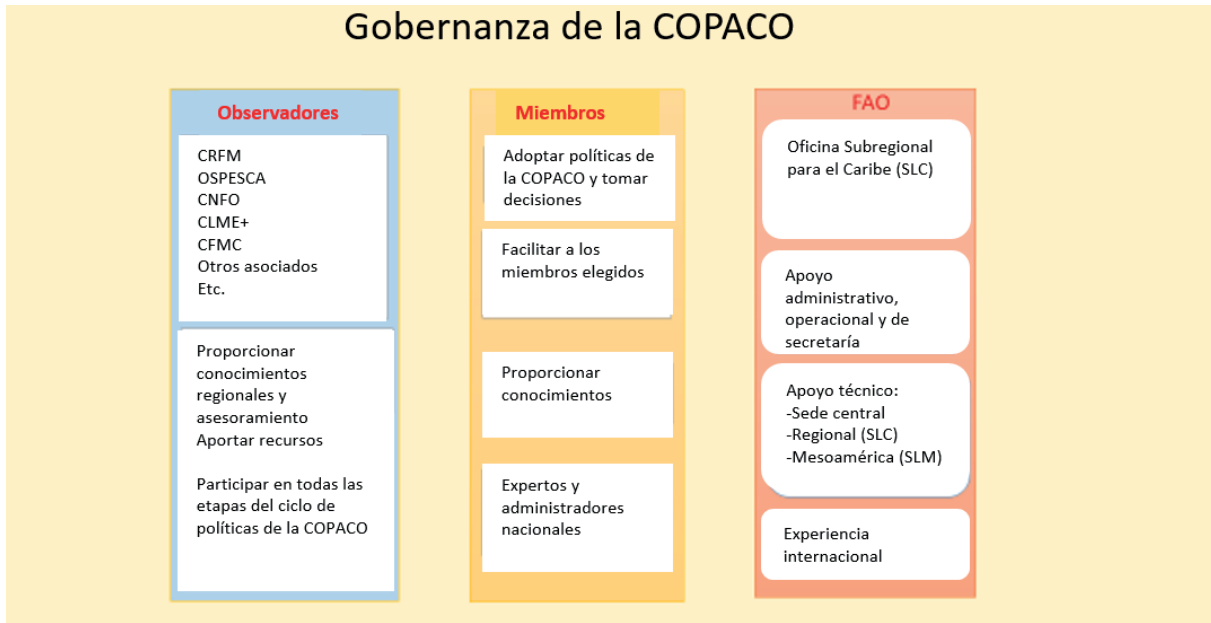 Gobernanza de la COPACO
Observadores
CRFM
OSPESCA
CNFO
CLME+
CFMC
Otros asociados
Etc.
Proporcionar
conocimientos
regionales y
asesoramiento
Aportar recursos
Participar en todas las
etapas del ciclo de
políticas de la COPACO
Miembros
Adoptar políticas de
la COPACO y tomar
decisiones
Facilitar a los
miembros elegidos
Proporcionar
conocimientos
Expertos y
administradores
nacionales
FAO
Oficina Subregional
para el Caribe (SLC)
Apoyo
administrativo,
operacional y de
secretaría
Apoyo técnico:
-Sede central
-Regional (SLC)
-Mesoamérica (SLM)
Experiencia
internacional